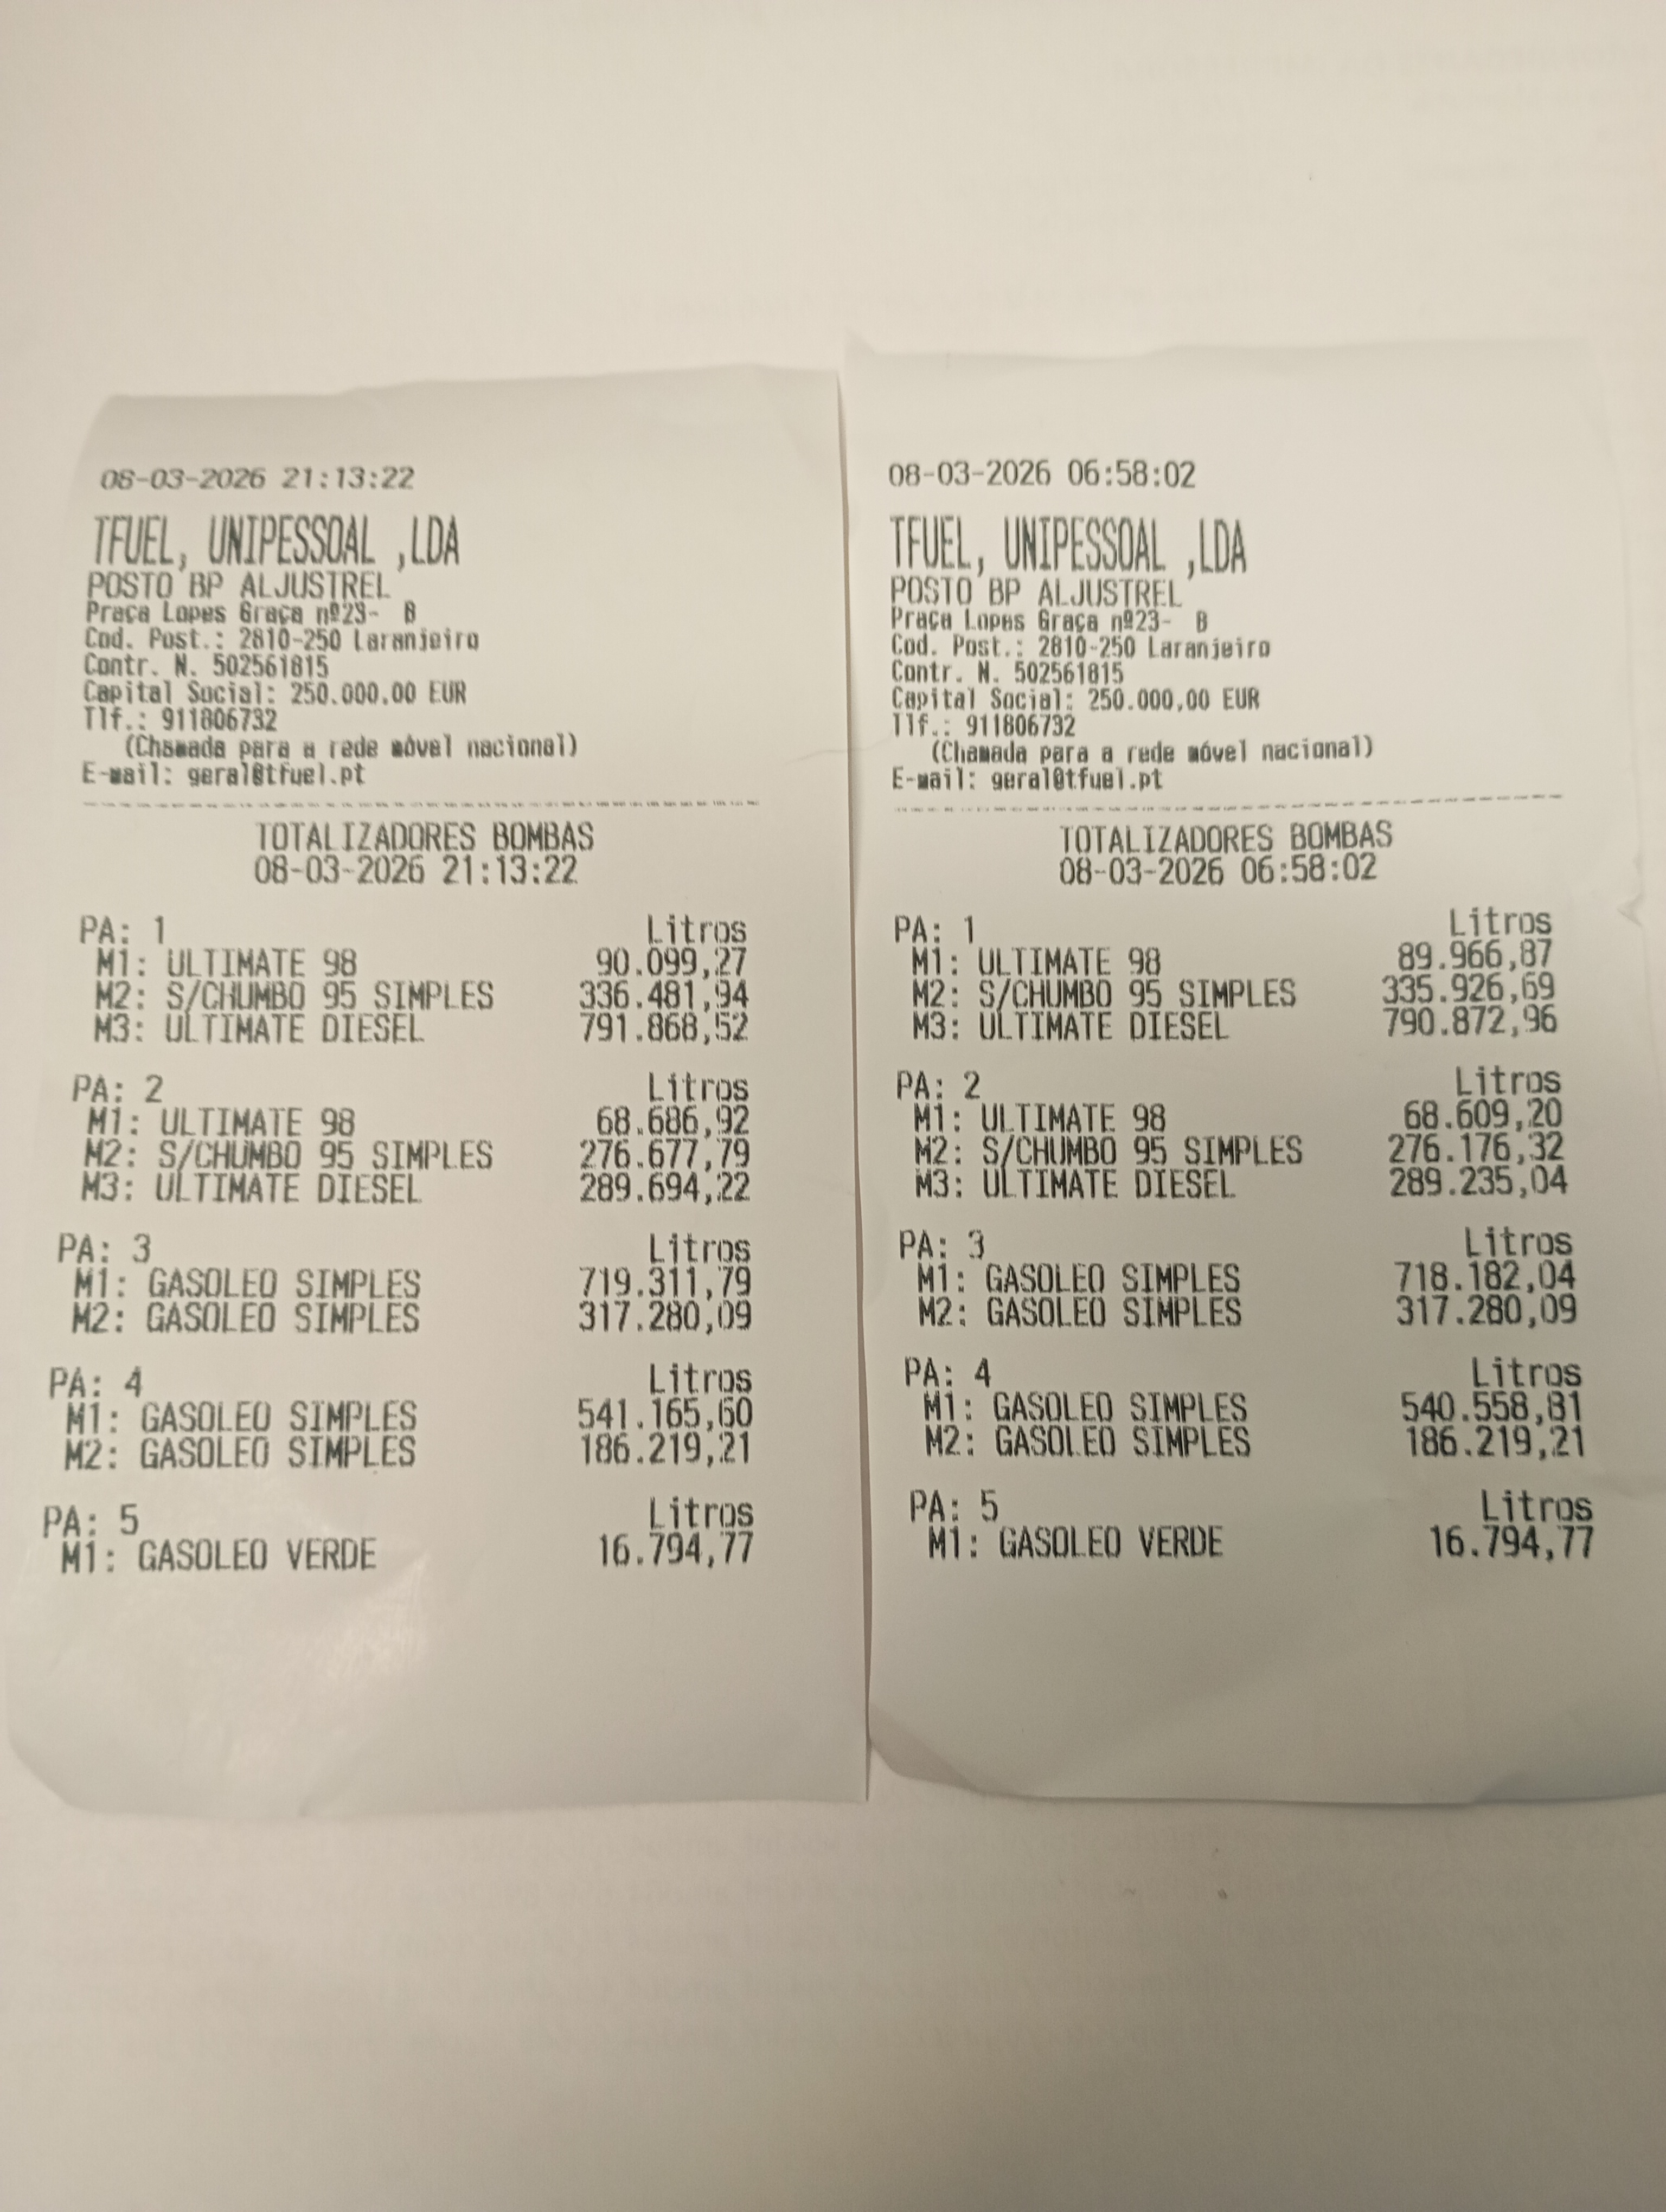 08-03-2026 21:13:22
TFUEL, UNIPESSOAL ,LDA
POSTO BP ALJUSTREL
Praça Lopes Graça nº23- B
Cod. Post.: 2810-250 Laranjeiro
Contr. N. 502561815
Capital Social: 250.000,00 EUR
Tlf.: 911806732
(Chamada para a rede móvel nacional)
E-mail: geral@tfuel.pt
TOTALIZADORES BOMBAS
08-03-2026 21:13:22
PA: 1 Litros
M1: ULTIMATE 98 90.099,27
M2: S/CHUMBO 95 SIMPLES 336.481,94
M3: ULTIMATE DIESEL 791.868,52
PA: 2 Litros
M1: ULTIMATE 98 68.686,92
M2: S/CHUMBO 95 SIMPLES 276.677,79
M3: ULTIMATE DIESEL 289.694,22
PA: 3 Litros
M1: GASOLEO SIMPLES 719.311,79
M2: GASOLEO SIMPLES 317.280,09
PA: 4 Litros
M1: GASOLEO SIMPLES 541.165,60
M2: GASOLEO SIMPLES 186.219,21
PA: 5 Litros
M1: GASOLEO VERDE 16.794,77
08-03-2026 06:58:02
TFUEL, UNIPESSOAL ,LDA
POSTO BP ALJUSTREL
Praça Lopes Graça nº23- B
Cod. Post.: 2810-250 Laranjeiro
Contr. N. 502561815
Capital Social: 250.000,00 EUR
Tlf.: 911806732
(Chamada para a rede móvel nacional)
E-mail: geral@tfuel.pt
TOTALIZADORES BOMBAS
08-03-2026 06:58:02
PA: 1 Litros
M1: ULTIMATE 98 89.966,87
M2: S/CHUMBO 95 SIMPLES 335.926,69
M3: ULTIMATE DIESEL 790.872,96
PA: 2 Litros
M1: ULTIMATE 98 68.609,20
M2: S/CHUMBO 95 SIMPLES 276.176,32
M3: ULTIMATE DIESEL 289.235,04
PA: 3 Litros
M1: GASOLEO SIMPLES 718.182,04
M2: GASOLEO SIMPLES 317.280,09
PA: 4 Litros
M1: GASOLEO SIMPLES 540.558,81
M2: GASOLEO SIMPLES 186.219,21
PA: 5 Litros
M1: GASOLEO VERDE 16.794,77